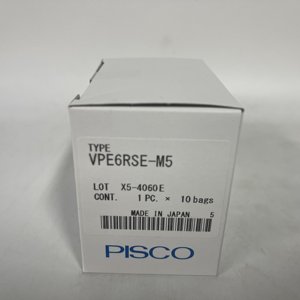 TYPE
VPE6RSE-M5
LOT X5-4060E
CONT. 1 PC. × 10 bags
MADE IN JAPAN 5
PISCO